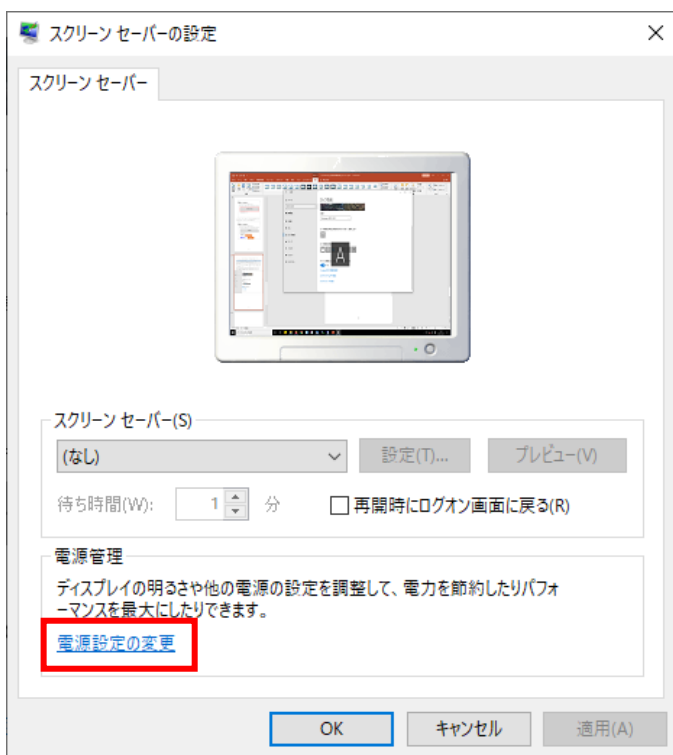 スクリーン セーバーの設定
スクリーン セーバー
A
スクリーン セーバー(S)
(なし)
設定(T)...
プレビュー(V)
待ち時間(W):
1
分
再開時にログオン画面に戻る(R)
電源管理
ディスプレイの明るさや他の電源の設定を調整して、電力を節約したりパフォ
ーマンスを最大にしたりできます。
電源設定の変更
OK
キャンセル
適用(A)